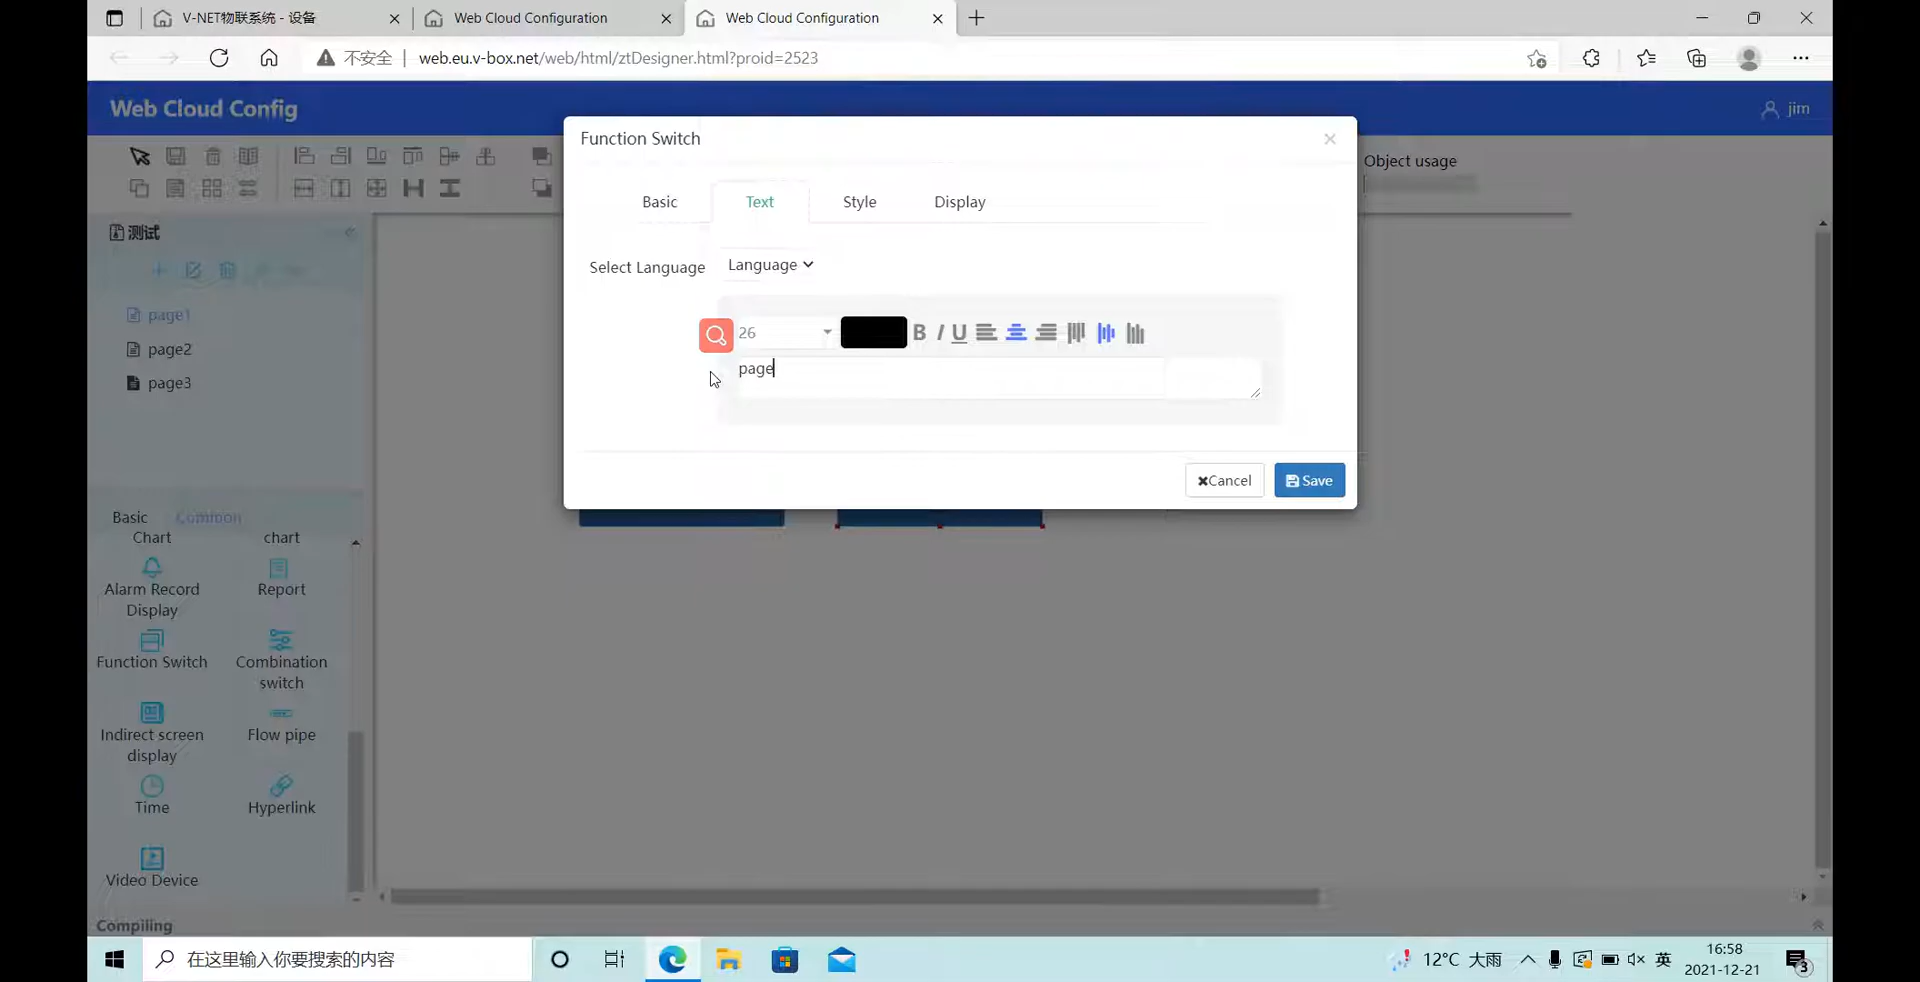 V-NET物联系统 - 设备
Web Cloud Configuration
Web Cloud Configuration
不安全
web.eu.v-box.net/web/html/ztDesigner.html?proid=2523
Web Cloud Config
jim
Function Switch
Object usage
Basic
Text
Style
Display
测试
Select Language
Language
page1
page2
page3
26
B I U
page
Cancel
Save
Basic
Common
Chart
chart
Alarm Record
Display
Report
Function Switch
Combination
switch
Indirect screen
display
Flow pipe
Time
Hyperlink
Video Device
Compiling
在这里输入你要搜索的内容
12°C 大雨
英
16:58
2021-12-21
3